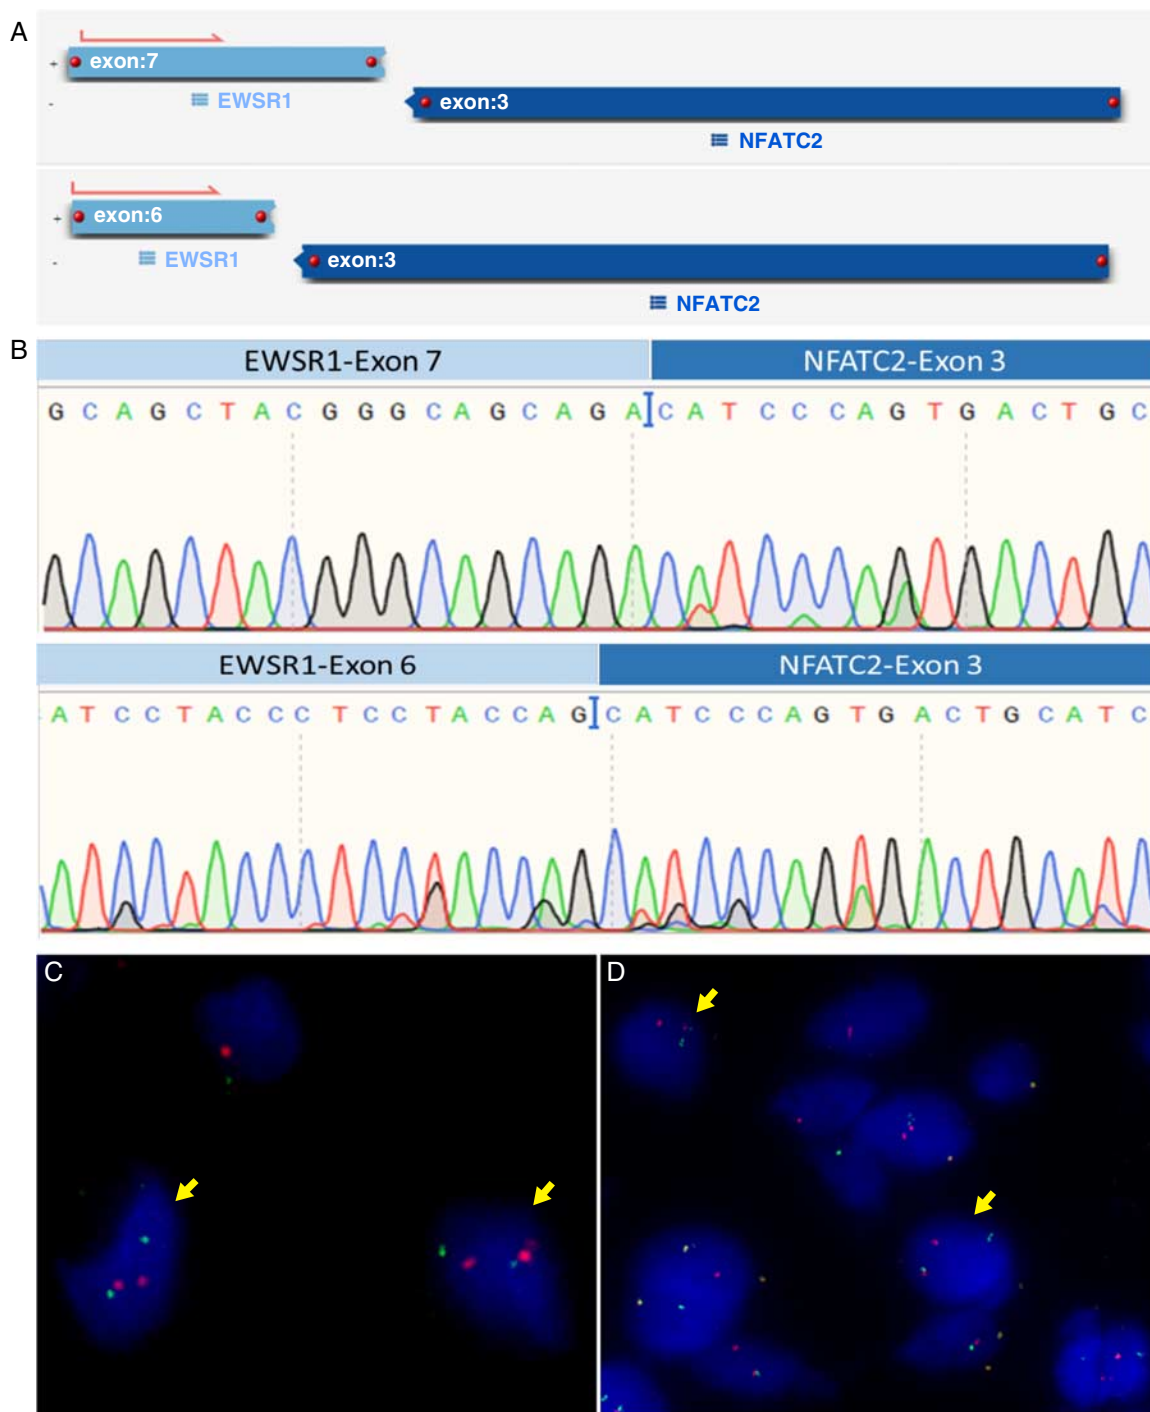 A
+ exon:7
- EWSR1 exon:3
NFATC2
+ exon:6
- EWSR1 exon:3
NFATC2
B
EWSR1-Exon 7 NFATC2-Exon 3
G C A G C T A C G G G C A G C A G A C A T C C C A G T G A C T G C
EWSR1-Exon 6 NFATC2-Exon 3
A T C C T A C C C T C C T A C C A G C A T C C C A G T G A C T G C A T C
C D